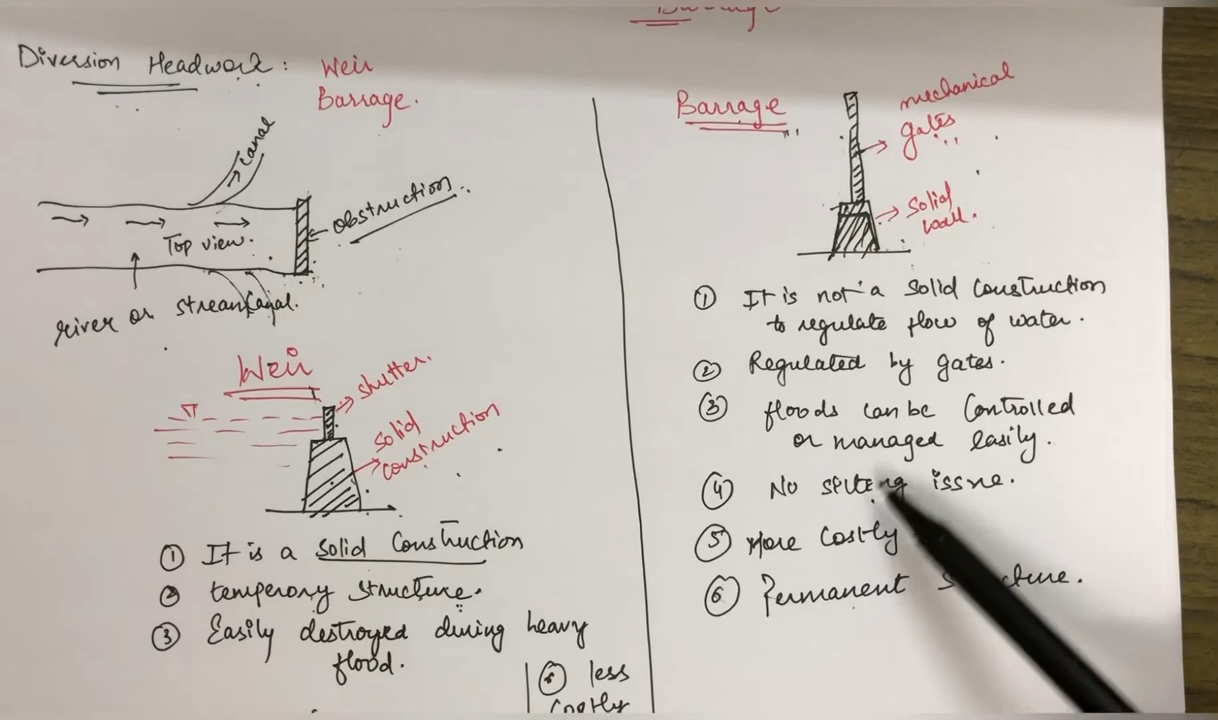 Barrage
Diversion Headwork: Weir
Barrage.
canal
obstruction..
Top view.
river or stream
Canal.
Weir
shutter.
solid
construction
① It is a solid Construction
② temperory structure.
③ Easily destroyed during heavy
flood.
⑥ less
costly
Barrage
mechanical
gates
solid
wall.
① It is not a solid construction
to regulate flow of water.
② Regulated by gates.
③ floods can be Controlled
or managed easily.
④ No silting issue.
⑤ More Costly
⑥ Permanent